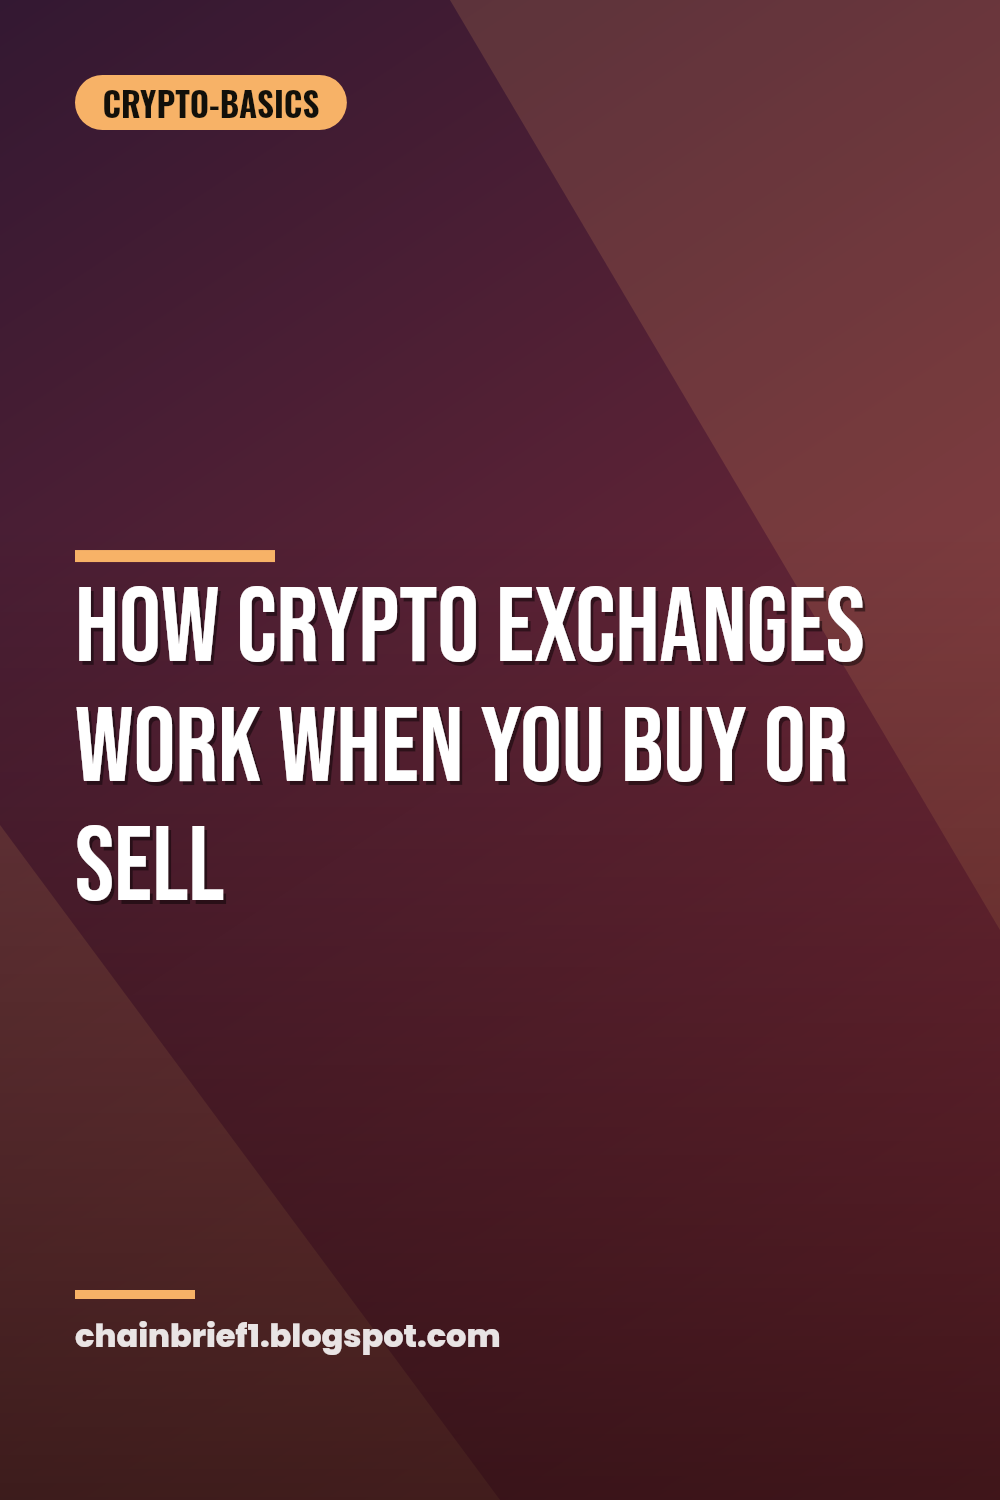 CRYPTO-BASICS
HOW CRYPTO EXCHANGES
WORK WHEN YOU BUY OR
SELL
chainbrief1.blogspot.com